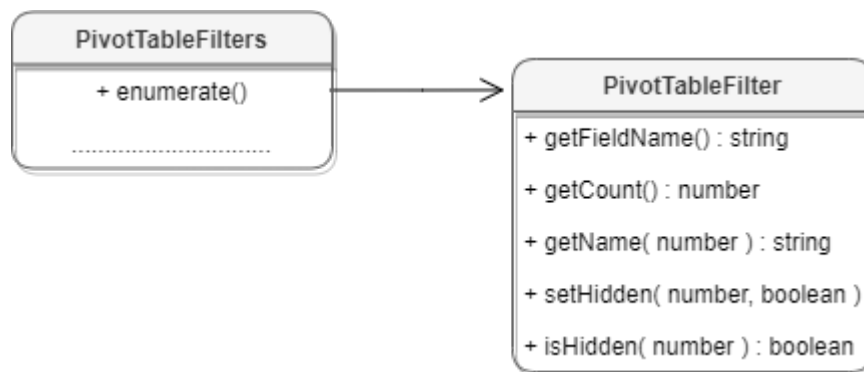 PivotTableFilters
+ enumerate()
PivotTableFilter
+ getFieldName() : string
+ getCount() : number
+ getName( number ) : string
+ setHidden( number, boolean )
+ isHidden( number ) : boolean